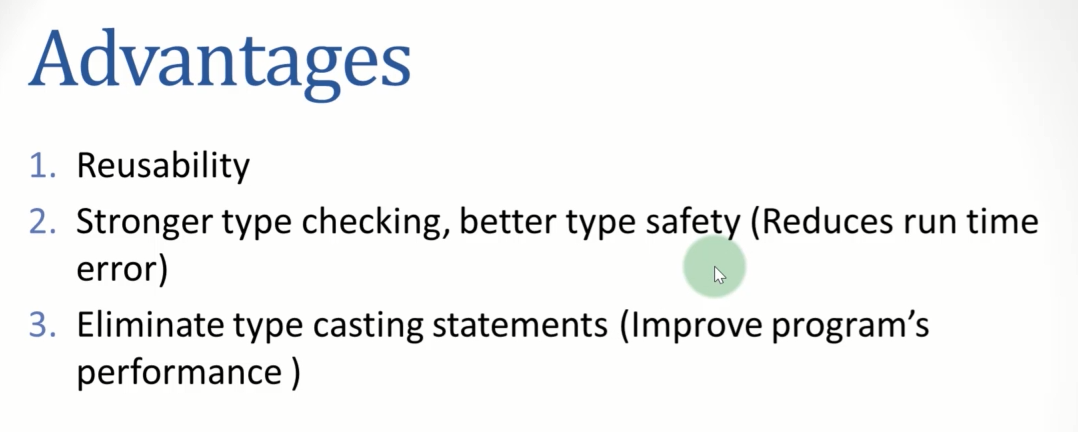 Advantages
1. Reusability
2. Stronger type checking, better type safety (Reduces run time
error)
3. Eliminate type casting statements (Improve program’s
performance )